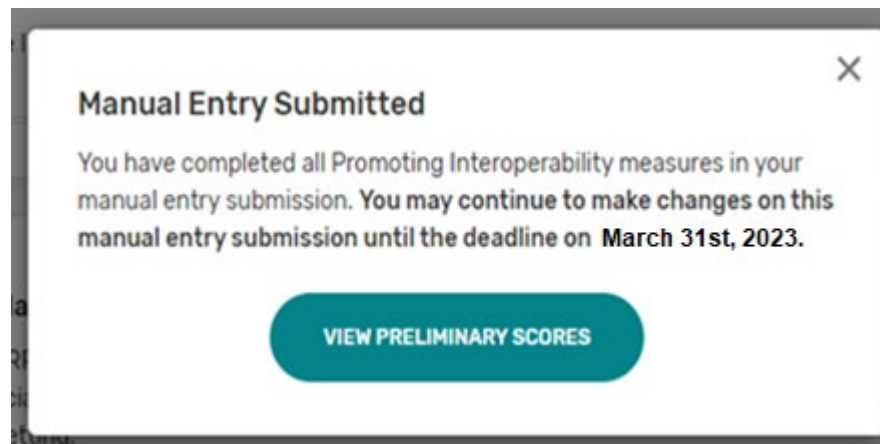 Manual Entry Submitted
You have completed all Promoting Interoperability measures in your
manual entry submission. You may continue to make changes on this
manual entry submission until the deadline on March 31st, 2023.
VIEW PRELIMINARY SCORES